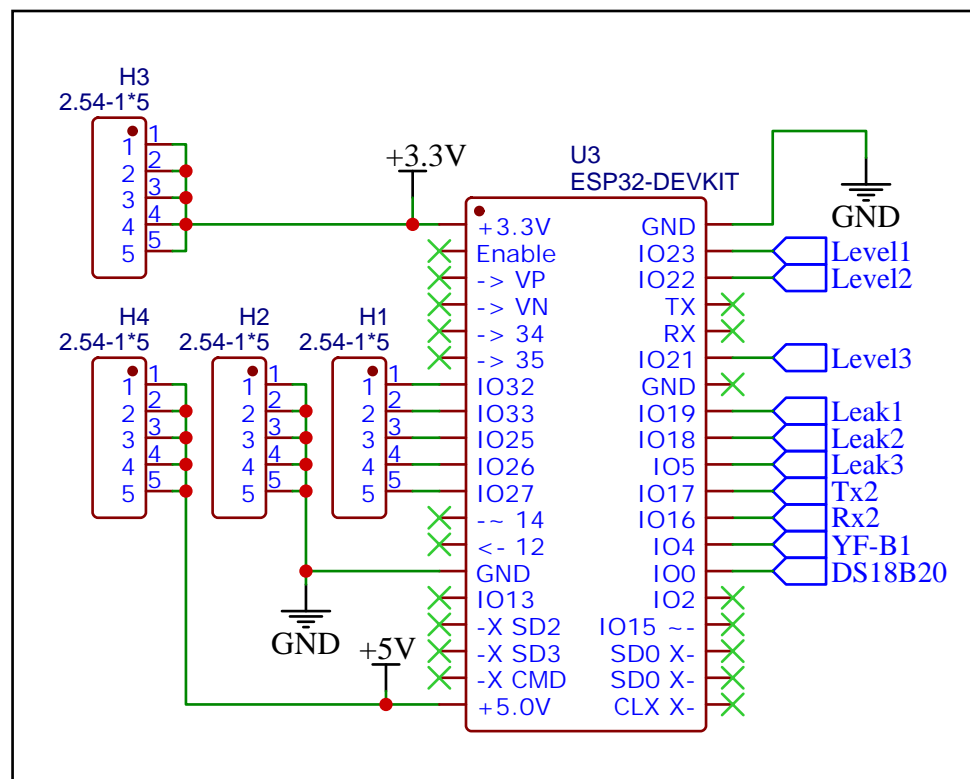 H3
2.54-1*5
1 1
2 2
3 3
4 4
5 5
+3.3V
U3
ESP32-DEVKIT
GND
H4
2.54-1*5
1 1
2 2
3 3
4 4
5 5
H2
2.54-1*5
1 1
2 2
3 3
4 4
5 5
H1
2.54-1*5
1 1
2 2
3 3
4 4
5 5
+3.3V
Enable
-> VP
-> VN
-> 34
-> 35
IO32
IO33
IO25
IO26
IO27
-~ 14
<- 12
GND
IO13
-X SD2
-X SD3
-X CMD
+5.0V
GND
+5V
GND
IO23 Level1
IO22 Level2
TX
RX
IO21 Level3
GND
IO19 Leak1
IO18 Leak2
IO5 Leak3
IO17 Tx2
IO16 Rx2
IO4 YF-B1
IO0 DS18B20
IO2
IO15 ~-
SD0 X-
SD0 X-
CLX X-